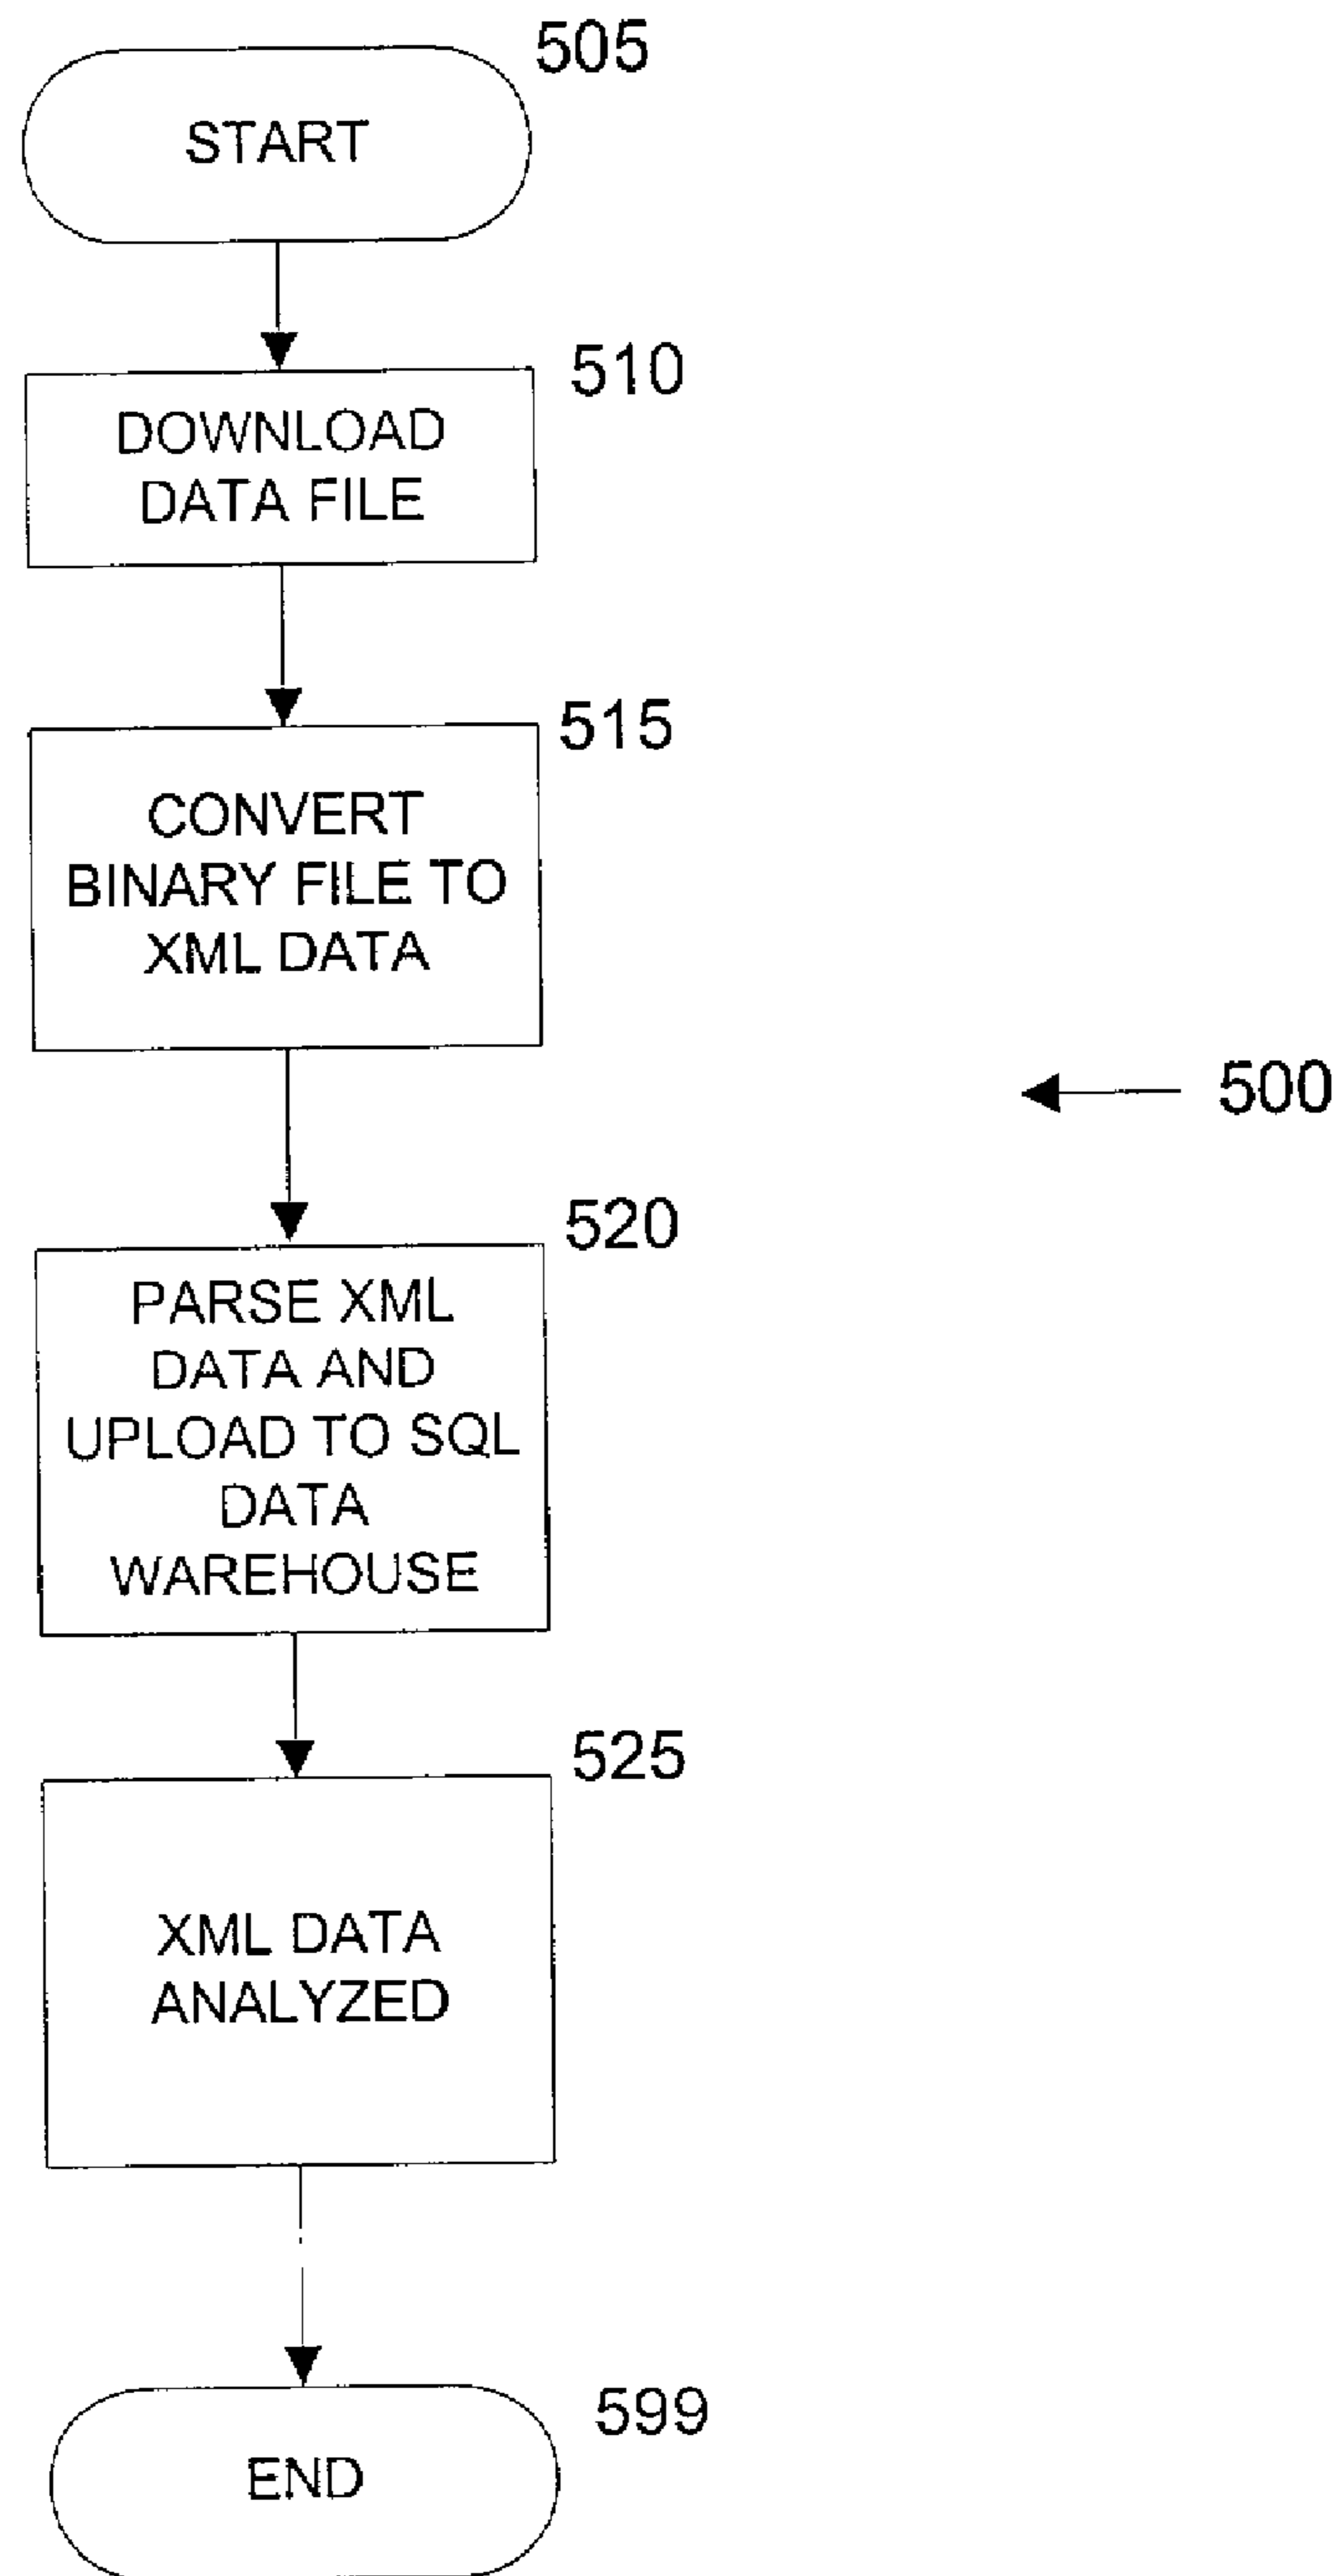 505
START
510
DOWNLOAD
DATA FILE
515
CONVERT
BINARY FILE TO
XML DATA
500
520
PARSE XML
DATA AND
UPLOAD TO SQL
DATA
WAREHOUSE
525
XML DATA
ANALYZED
599
END